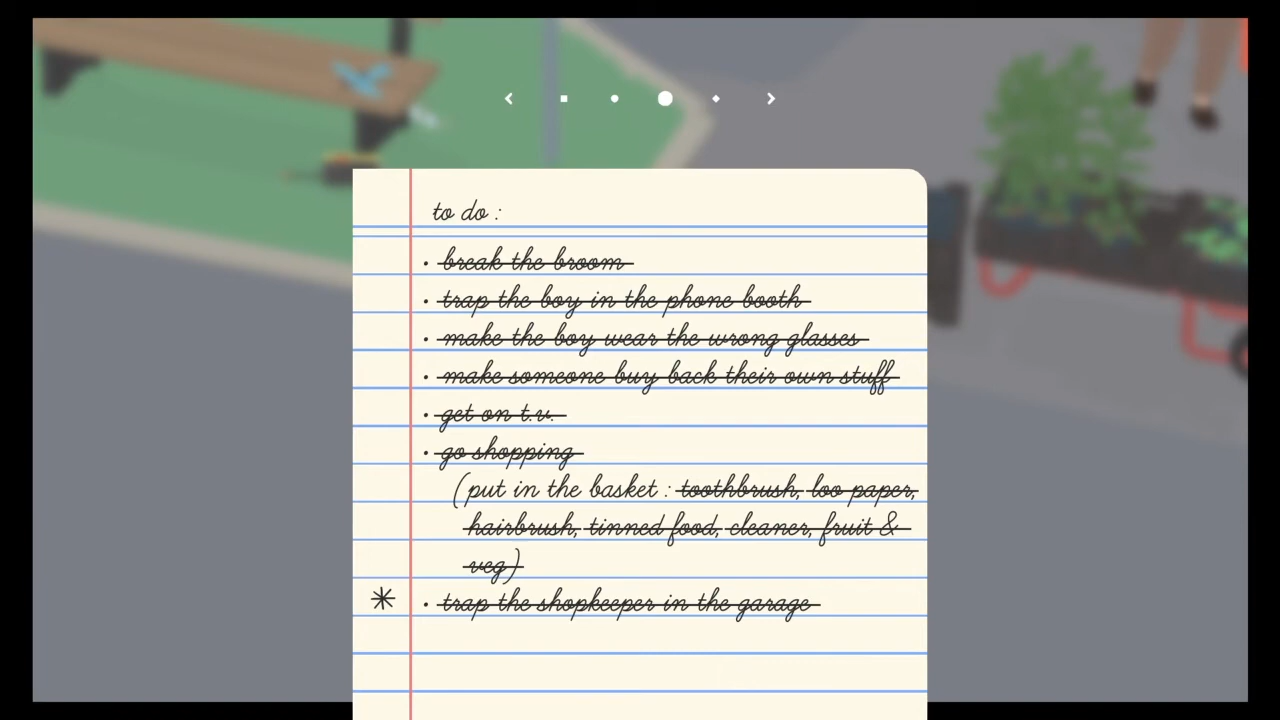 to do :
• break the broom
• trap the boy in the phone booth
• make the boy wear the wrong glasses
• make someone buy back their own stuff
• get on t.v.
• go shopping
(put in the basket : toothbrush, loo paper,
hairbrush, tinned food, cleaner, fruit &
veg)
* • trap the shopkeeper in the garage